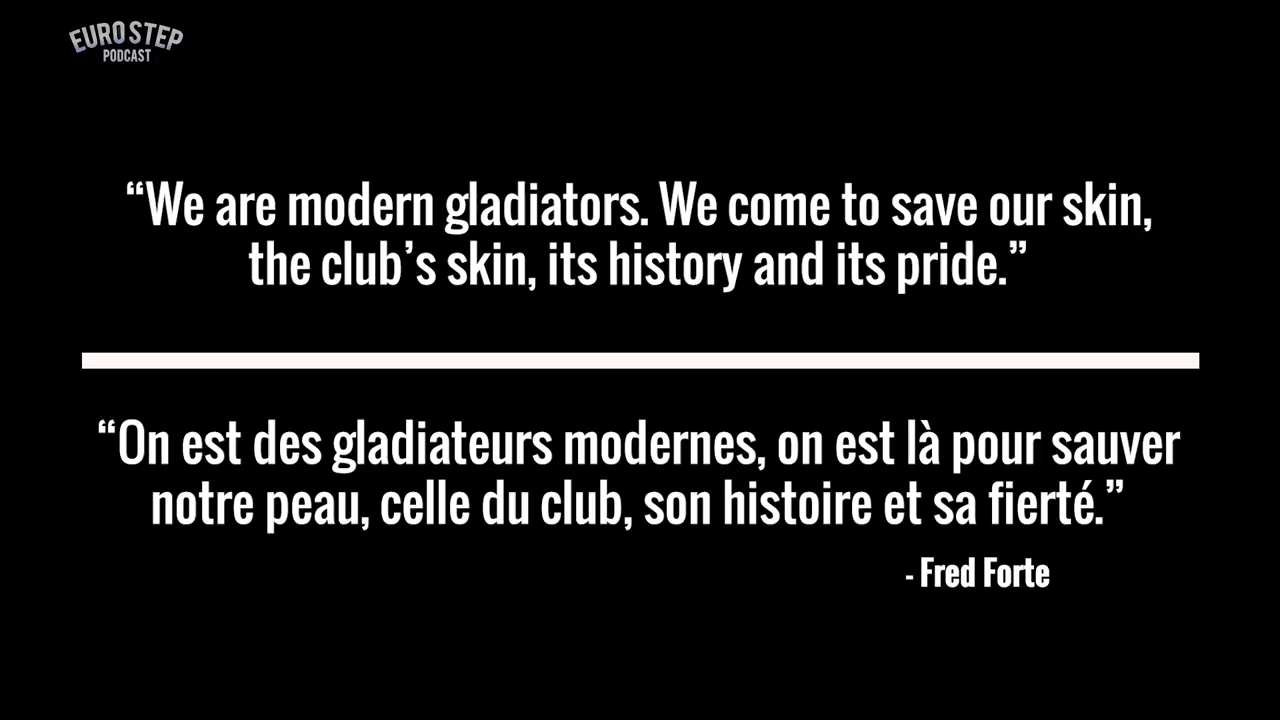 EURO STEP
PODCAST
“We are modern gladiators. We come to save our skin,
the club’s skin, its history and its pride.”
“On est des gladiateurs modernes, on est là pour sauver
notre peau, celle du club, son histoire et sa fierté.”
- Fred Forte